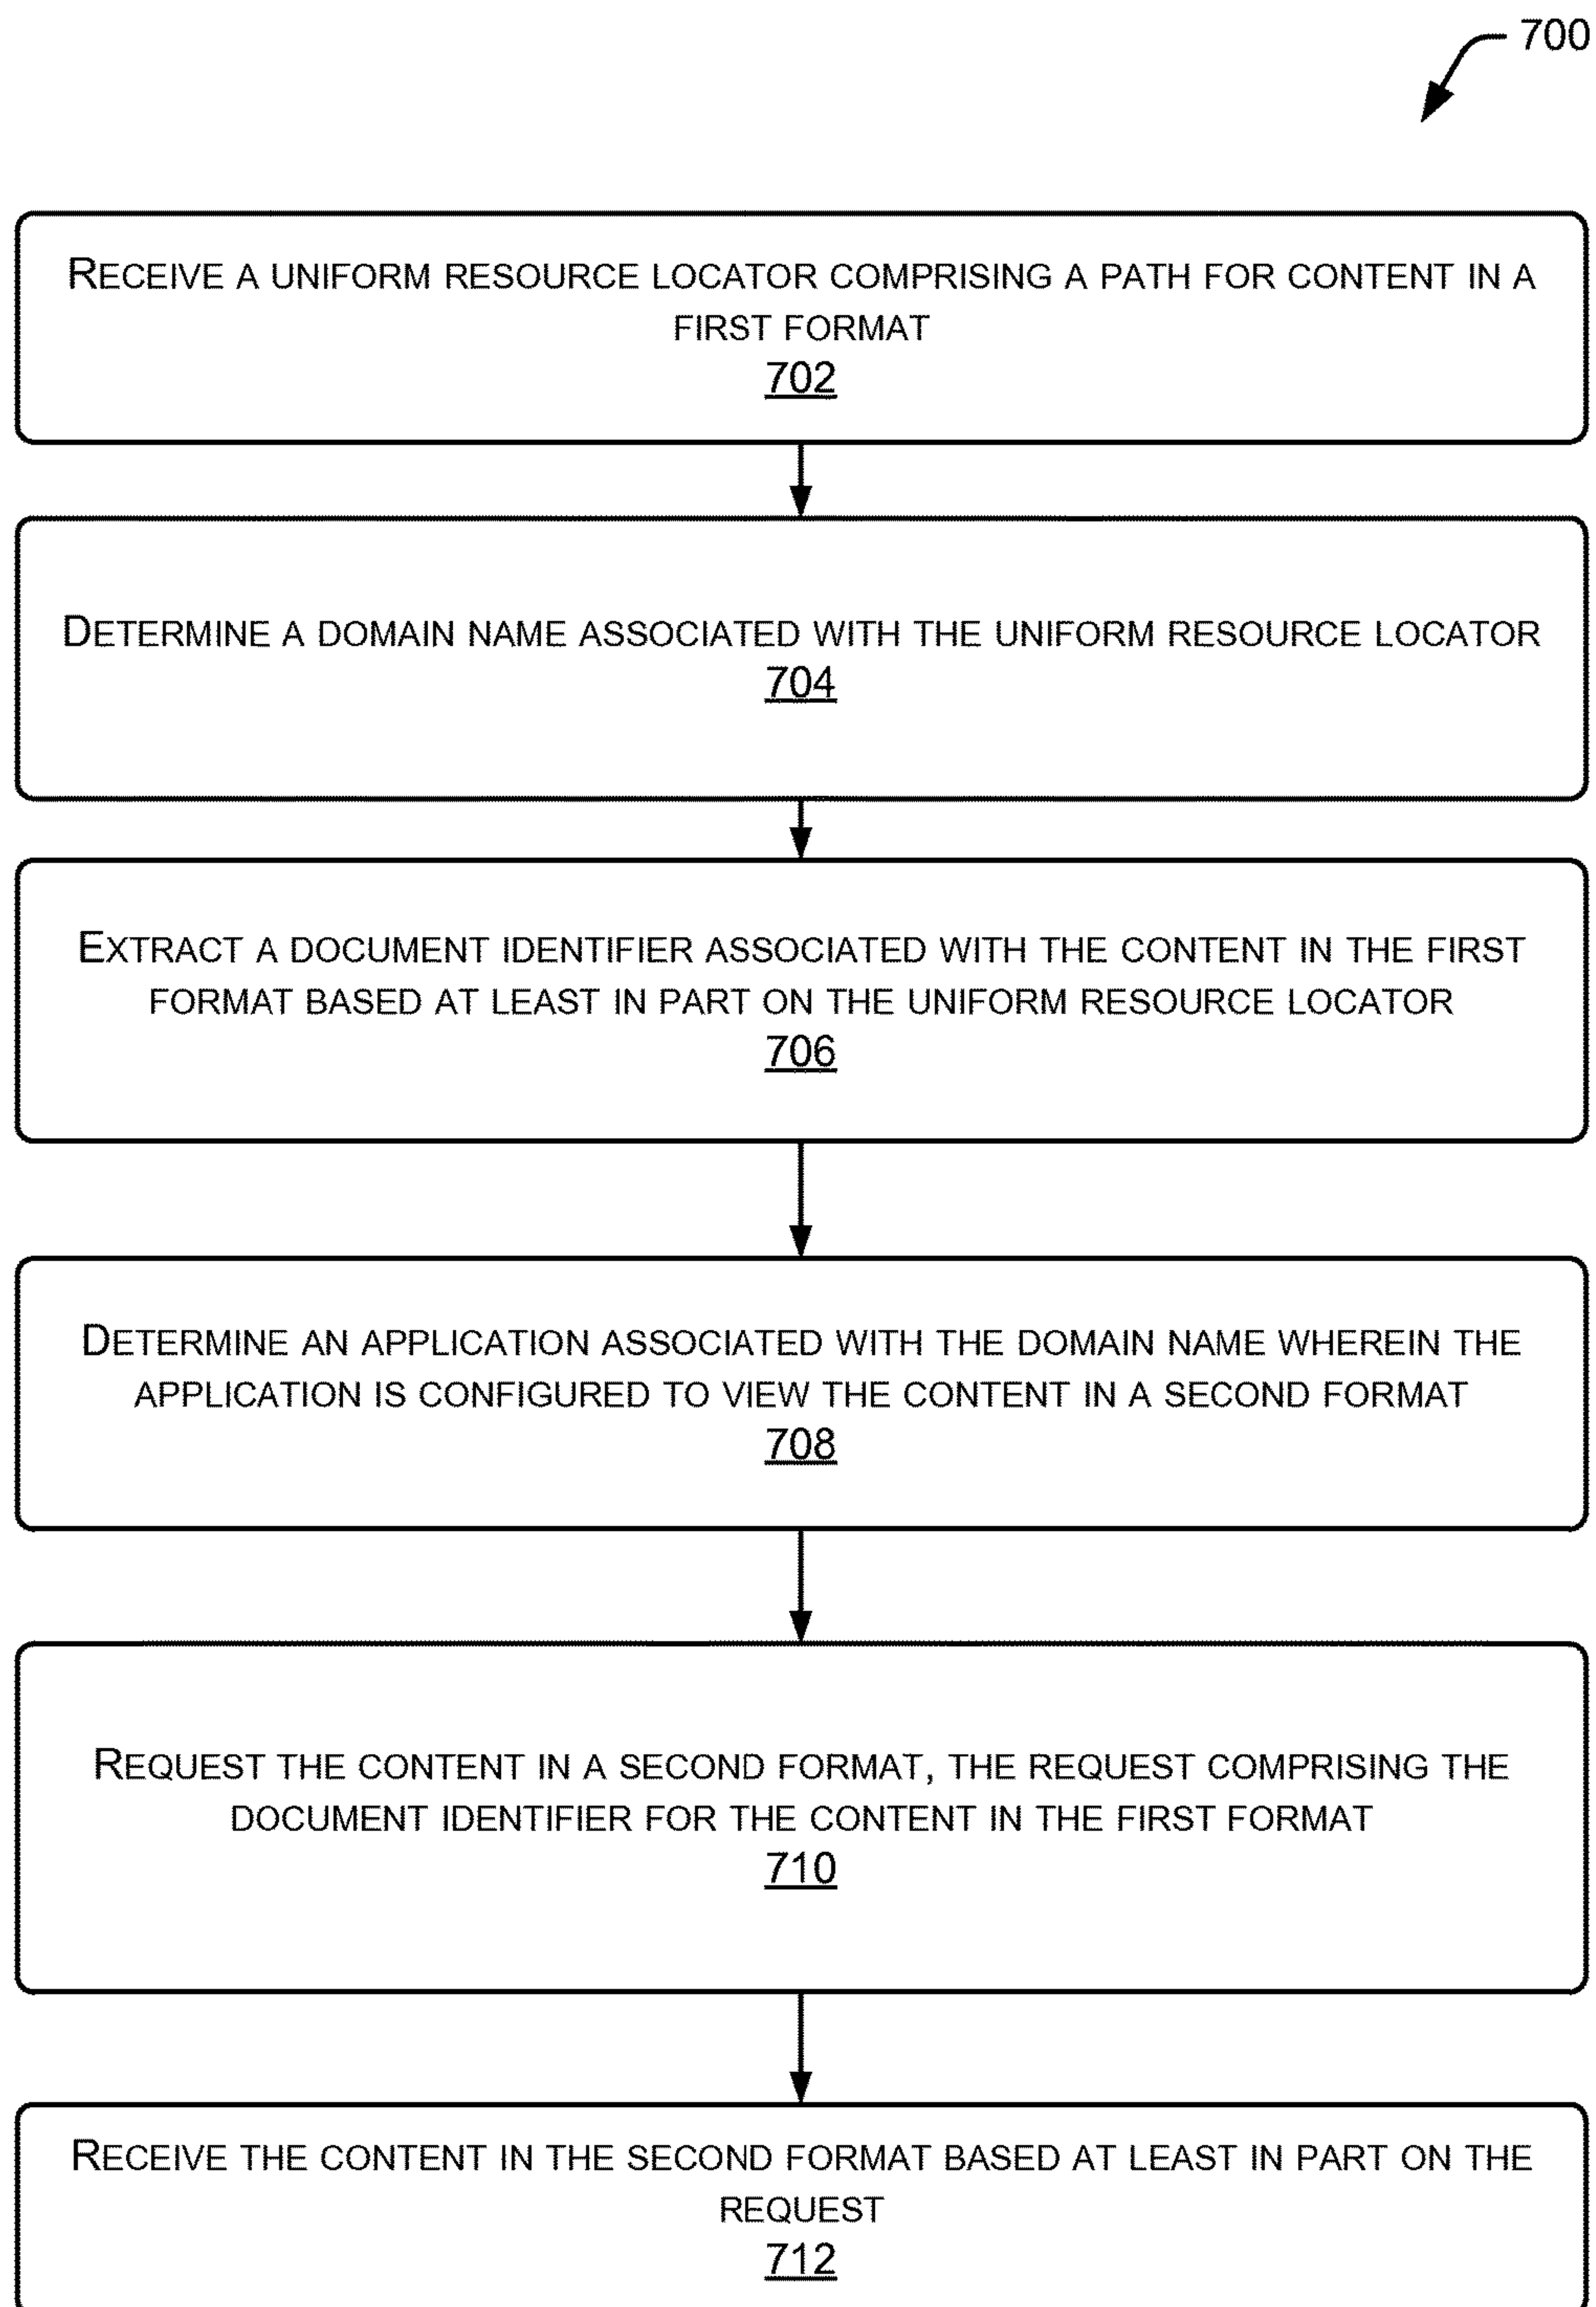 700
RECEIVE A UNIFORM RESOURCE LOCATOR COMPRISING A PATH FOR CONTENT IN A
FIRST FORMAT
702
DETERMINE A DOMAIN NAME ASSOCIATED WITH THE UNIFORM RESOURCE LOCATOR
704
EXTRACT A DOCUMENT IDENTIFIER ASSOCIATED WITH THE CONTENT IN THE FIRST
FORMAT BASED AT LEAST IN PART ON THE UNIFORM RESOURCE LOCATOR
706
DETERMINE AN APPLICATION ASSOCIATED WITH THE DOMAIN NAME WHEREIN THE
APPLICATION IS CONFIGURED TO VIEW THE CONTENT IN A SECOND FORMAT
708
REQUEST THE CONTENT IN A SECOND FORMAT, THE REQUEST COMPRISING THE
DOCUMENT IDENTIFIER FOR THE CONTENT IN THE FIRST FORMAT
710
RECEIVE THE CONTENT IN THE SECOND FORMAT BASED AT LEAST IN PART ON THE
REQUEST
712